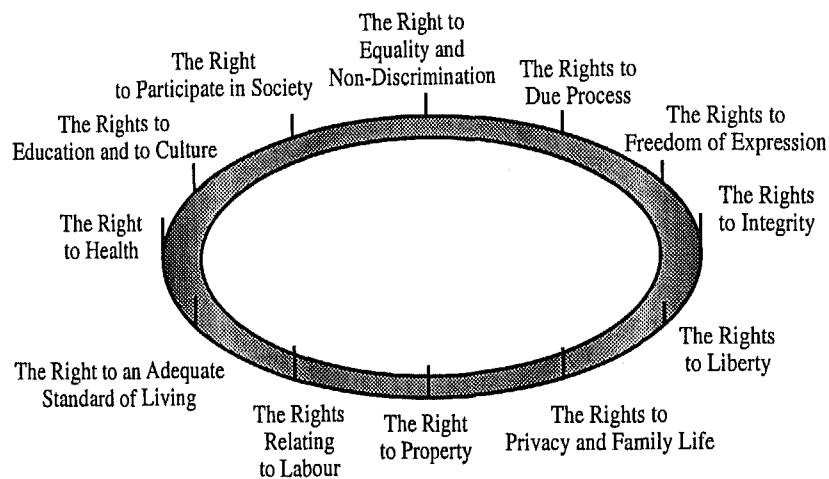 The Right to
Equality and
Non-Discrimination
The Rights to
Due Process
The Rights to
Freedom of Expression
The Rights
to Integrity
The Rights
to Liberty
The Rights to
Privacy and Family Life
The Right
to Property
The Rights
Relating
to Labour
The Right to an Adequate
Standard of Living
The Right
to Health
The Rights to
Education and to Culture
The Right
to Participate in Society